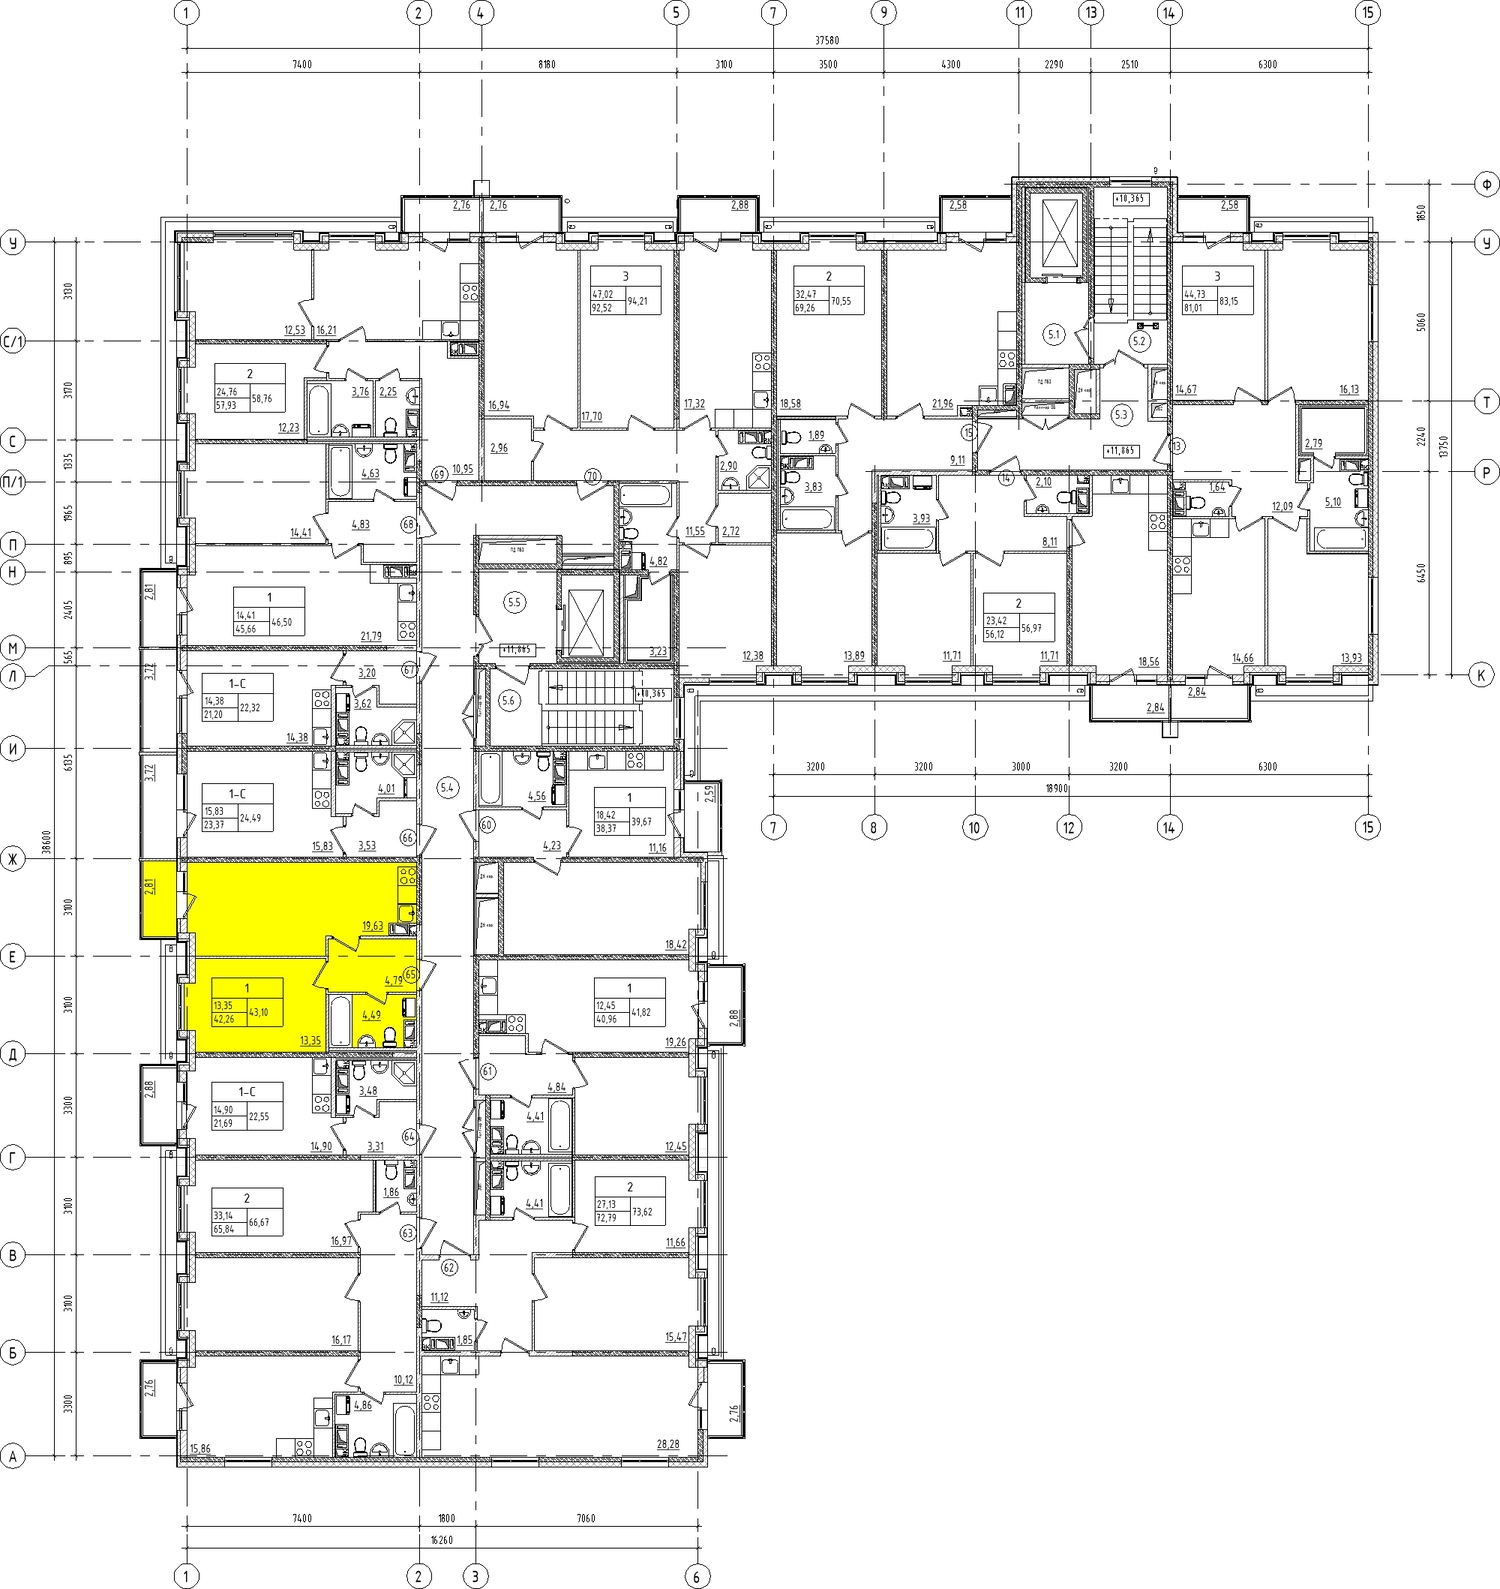 1 2 4 5 7 9 11 13 14 15
37580
7400 8180 3100 3500 4300 2290 2510 6300
Ф
+10,365
1850
2,76 2,76 2,88 2,58 2,58
У У
3130
3 2 3
47,02 94,21 32,47 70,55 44,73 83,15
92,52 69,26 81,01
5060
12,53 16,21
5.1 5.2
С/1
2
24,76 58,76
57,93
3170
3,76 2,25
16,94 17,70 17,32 18,58 21,96 14,67 16,13
Т
12,23
5.3
С
1335
4,63 10,95 2,96 2,90 1,89 9,11 15 +11,865 13 2,79
2240
13750
69 70
П/1 Р
3,83 3,93 14 2,10 1,64 12,09 5,10
1965
14,41 4,83 68
11,55 2,72
8,11
П
895
4,82
Н
2,81
1
14,41 46,50
45,66
2405
5.5
2
23,42 56,97
56,12
6450
21,79
+11,865
3,23 12,38 13,89 11,71 11,71 18,56 14,66 13,93
М
565
Л К
3,72
1-С
14,38 22,32
21,20
3,20 67
3,62
5.6
+10,365
2,84 2,84
14,38
И
6135
3,72
1-С
15,83 24,49
23,37
4,01
5.4
4,56
1
18,42 39,67
38,37
2,59
3200 3200 3000 3200 6300
18900
15,83 3,53 66 60 4,23 11,16
7 8 10 12 14 15
38600
Ж
2,81
3100
19,63
18,42
Е
4,79 65
1
13,35 43,10
42,26
1
12,45 41,82
40,96
3100
4,49
2,88
13,35 19,26
Д
2,88
1-С
14,90 22,55
21,69
3,48
61
4,84
3300
4,41
14,90 3,31 64 12,45
Г
2
33,14 66,67
65,84
1,86
4,41
2
27,13 73,62
72,79
3100
16,97 63 11,66
В
62
3100
11,12
16,17 1,85 15,47
Б
2,76
10,12
4,86
2,76
3300
15,86 28,28
А
7400 1800 7060
16260
1 2 3 6